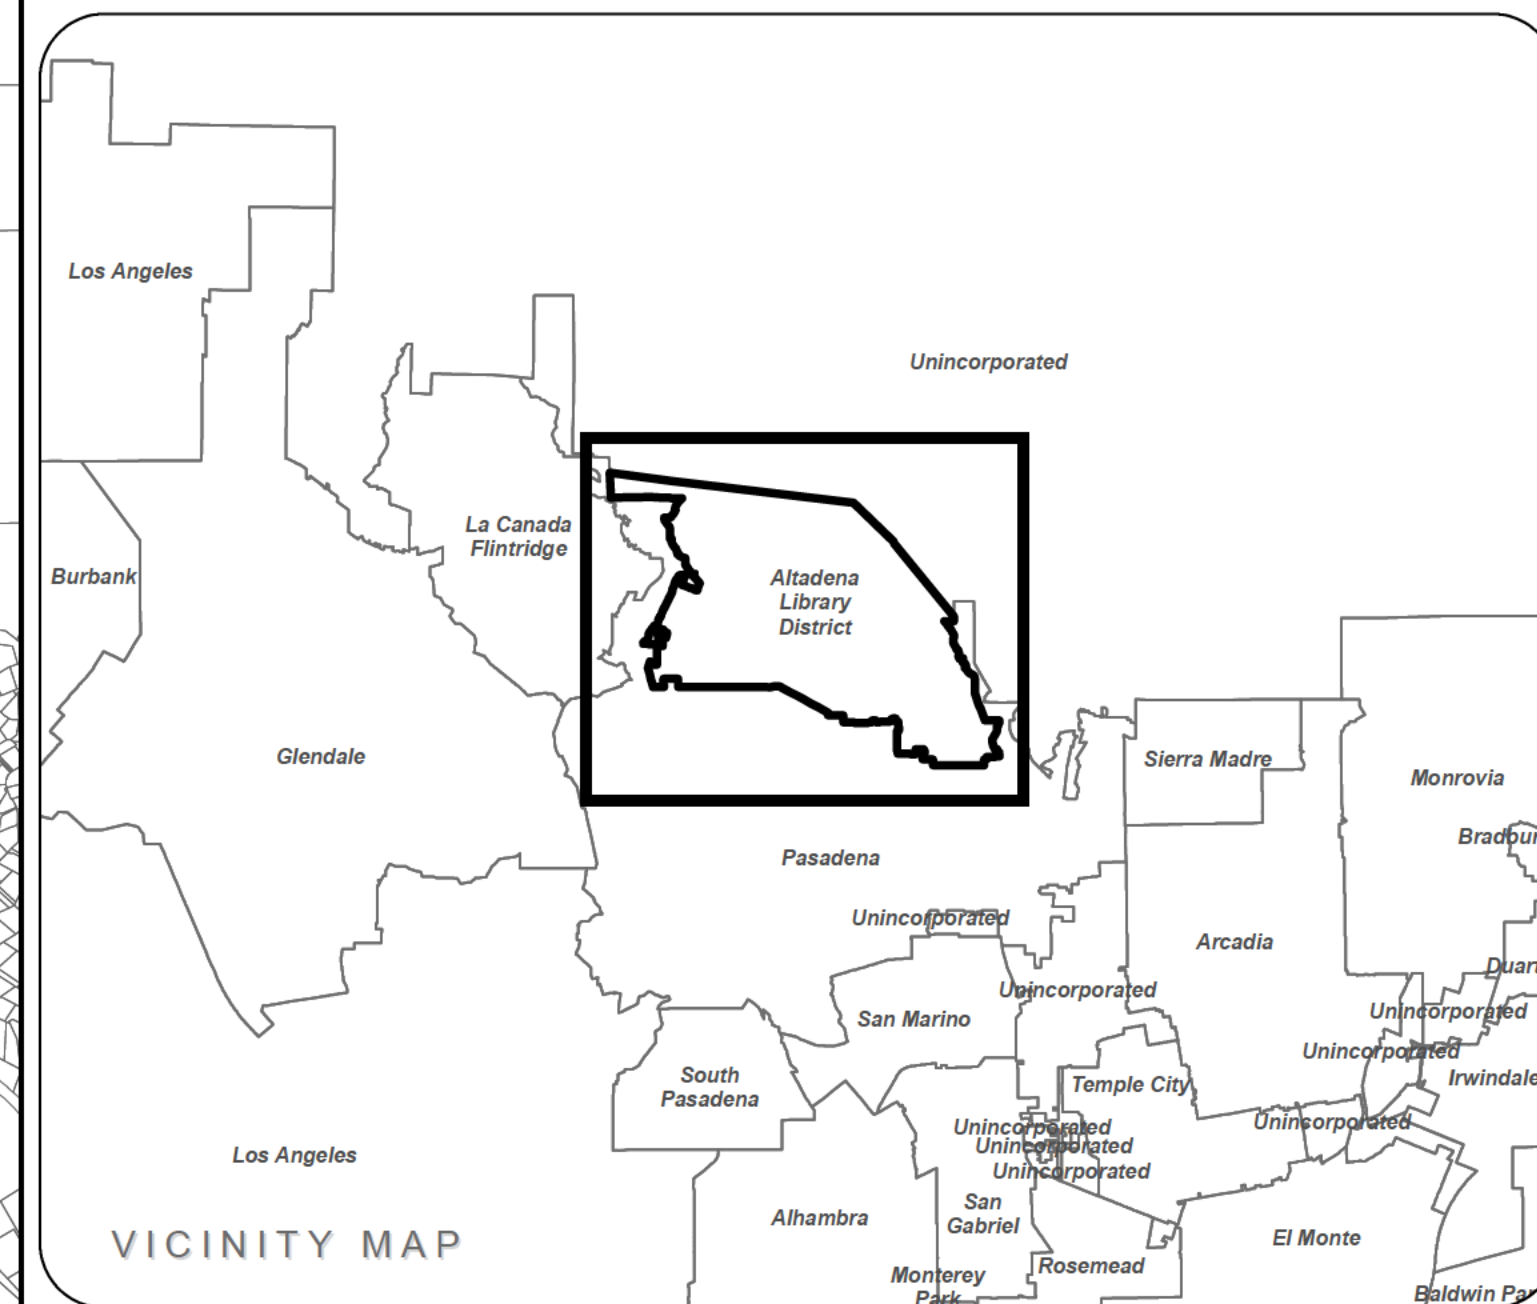 Los Angeles
Unincorporated
La Canada
Flintridge
Burbank
Altadena
Library
District
Glendale
Sierra Madre
Monrovia
Pasadena
Unincorporated
Arcadia
Unincorporated
San Marino
Unincorporated
Unincorporated
South
Pasadena
Temple City
Irwindale
Unincorporated
Unincorporated
Unincorporated
Unincorporated
Los Angeles
San
Gabriel
Alhambra
El Monte
VICINITY MAP
Rosemead
Monterey
Park
Baldwin